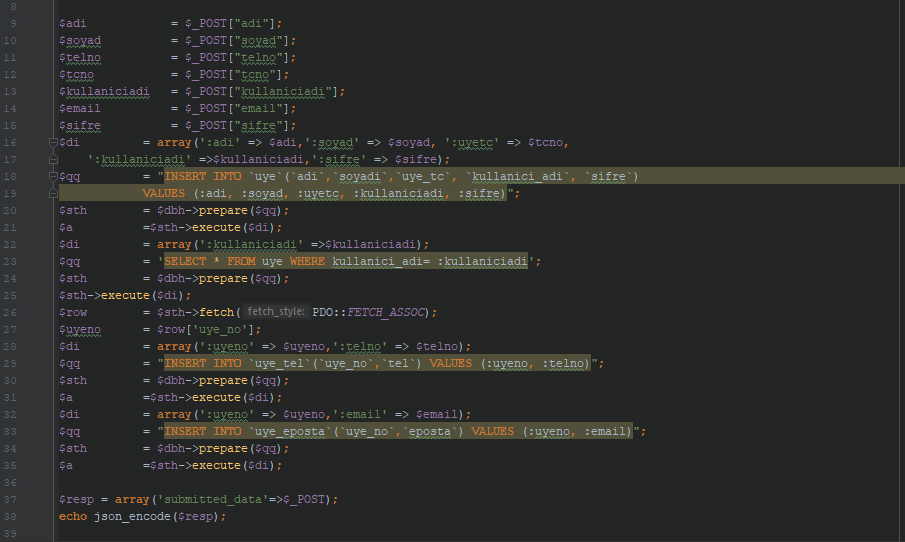 8
9 $adi = $_POST["adi"];
10 $soyad = $_POST["soyad"];
11 $telno = $_POST["telno"];
12 $tcno = $_POST["tcno"];
13 $kullaniciadi = $_POST["kullaniciadi"];
14 $email = $_POST["email"];
15 $sifre = $_POST["sifre"];
16 $di = array(':adi' => $adi,':soyad' => $soyad, ':uyetc' => $tcno,
17 ':kullaniciadi' =>$kullaniciadi,':sifre' => $sifre);
18 $qq = "INSERT INTO `uye`(`adi`,`soyadi`,`uye_tc`, `kullanici_adi`, `sifre`)
19 VALUES (:adi, :soyad, :uyetc, :kullaniciadi, :sifre)";
20 $sth = $dbh->prepare($qq);
21 $a =$sth->execute($di);
22 $di = array(':kullaniciadi' =>$kullaniciadi);
23 $qq = 'SELECT * FROM uye WHERE kullanici_adi= :kullaniciadi';
24 $sth = $dbh->prepare($qq);
25 $sth->execute($di);
26 $row = $sth->fetch( fetch_style: PDO::FETCH_ASSOC);
27 $uyeno = $row['uye_no'];
28 $di = array(':uyeno' => $uyeno,':telno' => $telno);
29 $qq = "INSERT INTO `uye_tel`(`uye_no`,`tel`) VALUES (:uyeno, :telno)";
30 $sth = $dbh->prepare($qq);
31 $a =$sth->execute($di);
32 $di = array(':uyeno' => $uyeno,':email' => $email);
33 $qq = "INSERT INTO `uye_eposta`(`uye_no`,`eposta`) VALUES (:uyeno, :email)";
34 $sth = $dbh->prepare($qq);
35 $a =$sth->execute($di);
36
37 $resp = array('submitted_data'=>$_POST);
38 echo json_encode($resp);
39